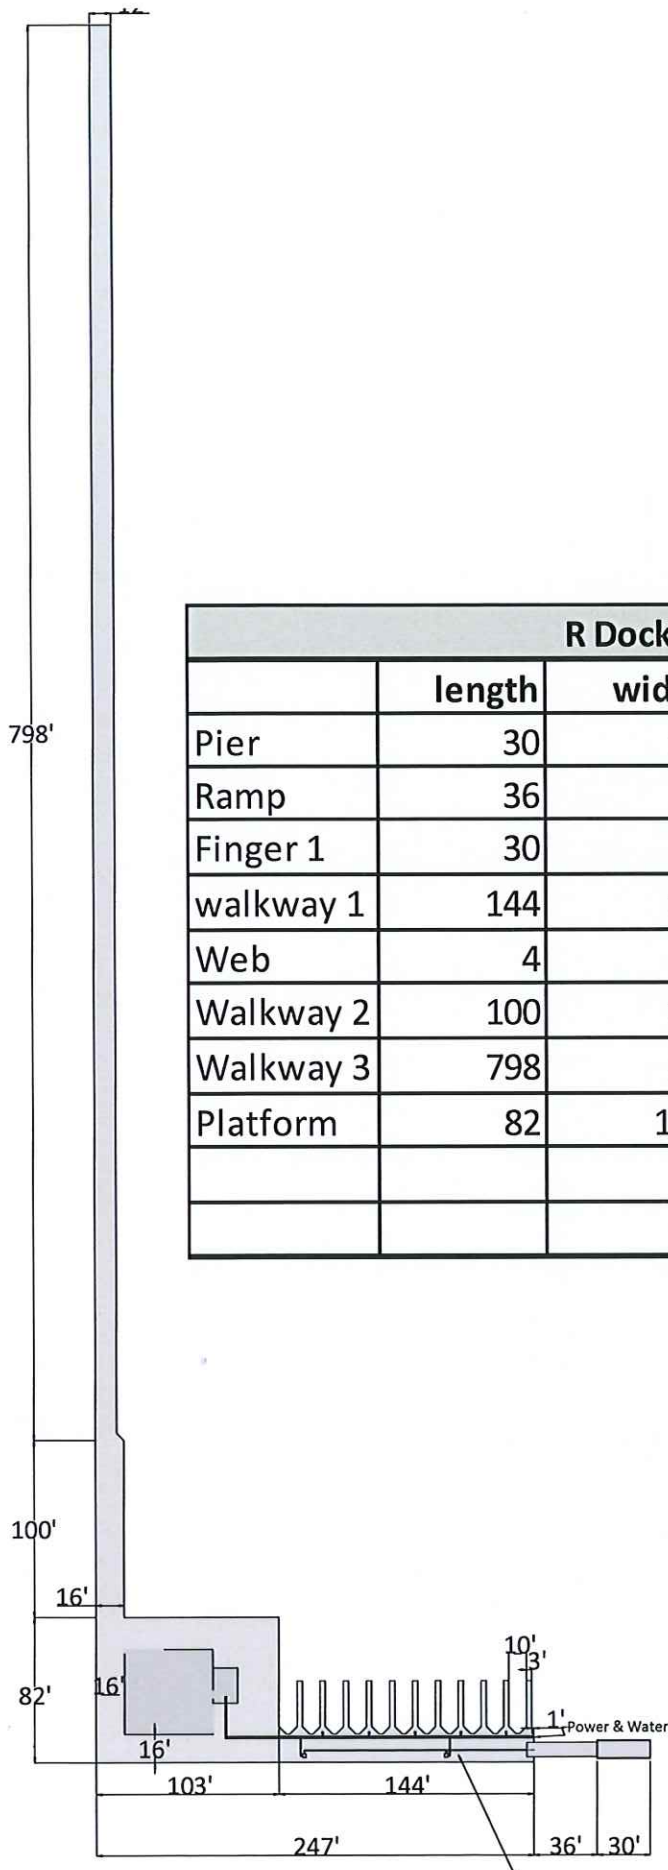 R Dock
length wid
Pier 30
Ramp 36
Finger 1 30
walkway 1 144
Web 4
Walkway 2 100
Walkway 3 798
Platform 82 1
798'
100'
16'
82'
16'
16'
10'
3'
1'
Power & Water
103' 144'
247' 36' 30'